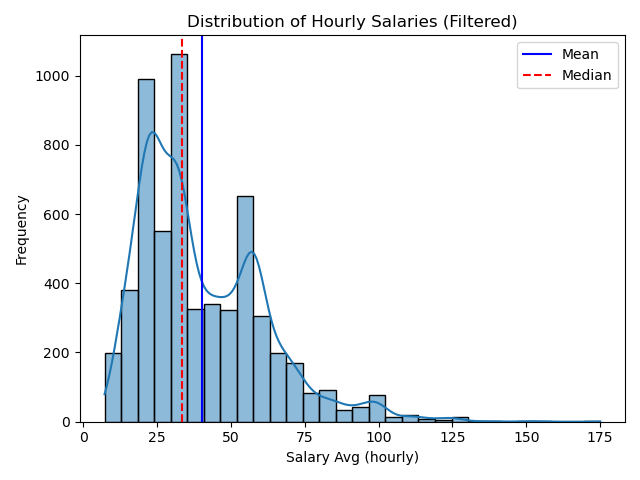 Distribution of Hourly Salaries (Filtered)
Mean
Median
Frequency
1000
800
600
400
200
0
0 25 50 75 100 125 150 175
Salary Avg (hourly)